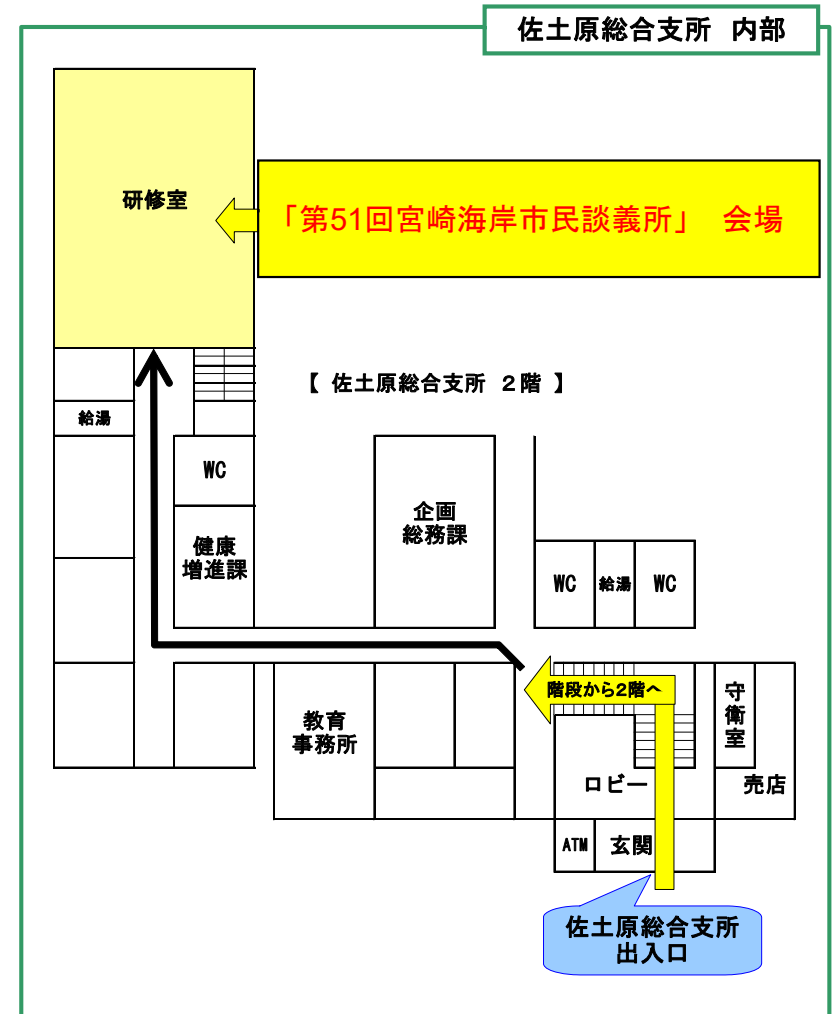 佐土原総合支所 内部
研修室
「第51回宮崎海岸市民談義所」 会場
【 佐土原総合支所 2階 】
給湯
WC
健康
増進課
企画
総務課
WC
給湯
WC
階段から2階へ
守
衛
室
教育
事務所
ロビー
売店
ATM
玄関
佐土原総合支所
出入口